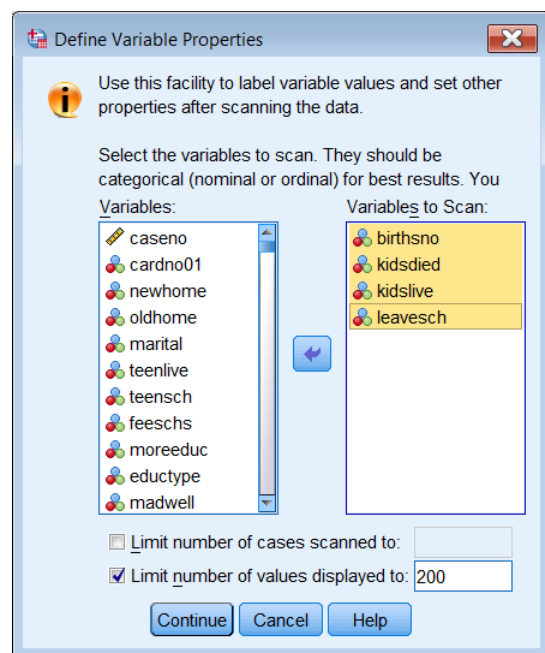 Define Variable Properties
Use this facility to label variable values and set other
properties after scanning the data.
Select the variables to scan. They should be
categorical (nominal or ordinal) for best results. You
Variables:
caseno
cardno01
newhome
oldhome
marital
teenlive
teensch
feeschs
moreeduc
eductype
madwell
Variables to Scan:
birthsno
kidsdied
kidslive
leavesch
Limit number of cases scanned to:
Limit number of values displayed to: 200
Continue Cancel Help